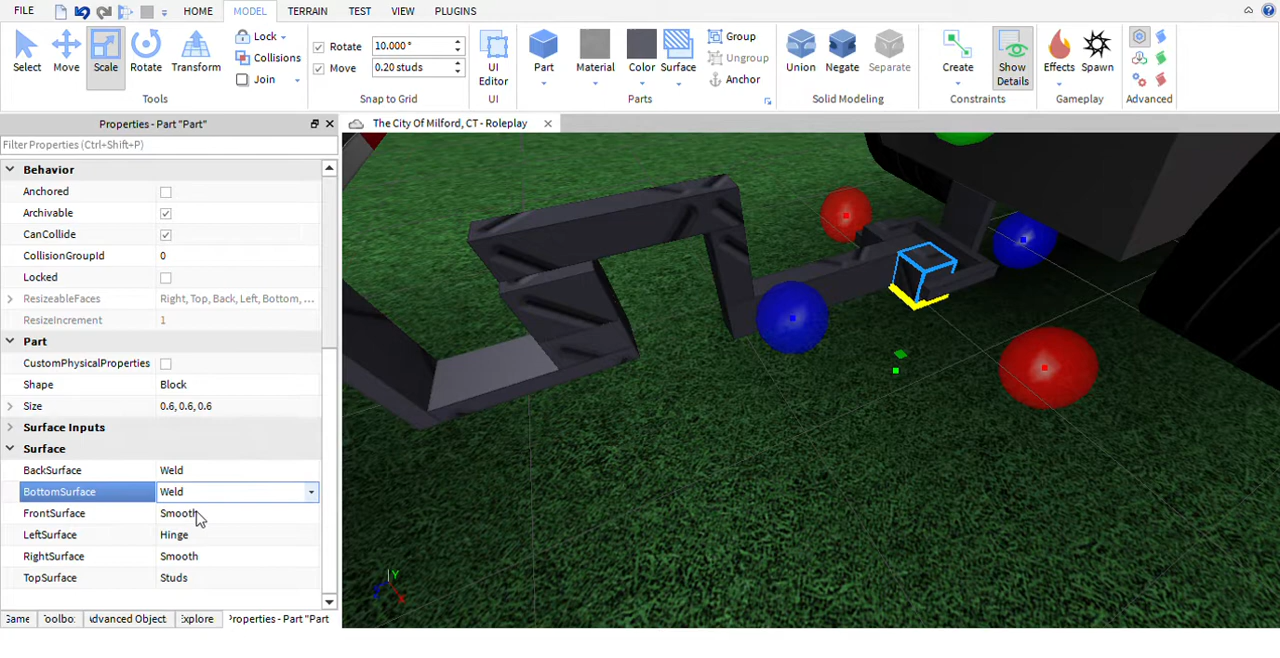 FILE HOME MODEL TERRAIN TEST VIEW PLUGINS
Select Move Scale Rotate Transform
Lock
Collisions
Join
Tools
Rotate 10.000 °
Move 0.20 studs
Snap to Grid
UI Editor
UI
Part Material Color Surface
Group
Ungroup
Anchor
Parts
Union Negate Separate
Solid Modeling
Create Show Details
Constraints
Effects Spawn
Gameplay
Advanced
Properties - Part "Part"
The City Of Milford, CT - Roleplay
Filter Properties (Ctrl+Shift+P)
Behavior
Anchored
Archivable
CanCollide
CollisionGroupId 0
Locked
ResizeableFaces Right, Top, Back, Left, Bottom, ...
ResizeIncrement 1
Part
CustomPhysicalProperties
Shape Block
Size 0.6, 0.6, 0.6
Surface Inputs
Surface
BackSurface Weld
BottomSurface Weld
FrontSurface Smooth
LeftSurface Hinge
RightSurface Smooth
TopSurface Studs
Y
Game Toolbo: Advanced Object Explore Properties - Part "Part